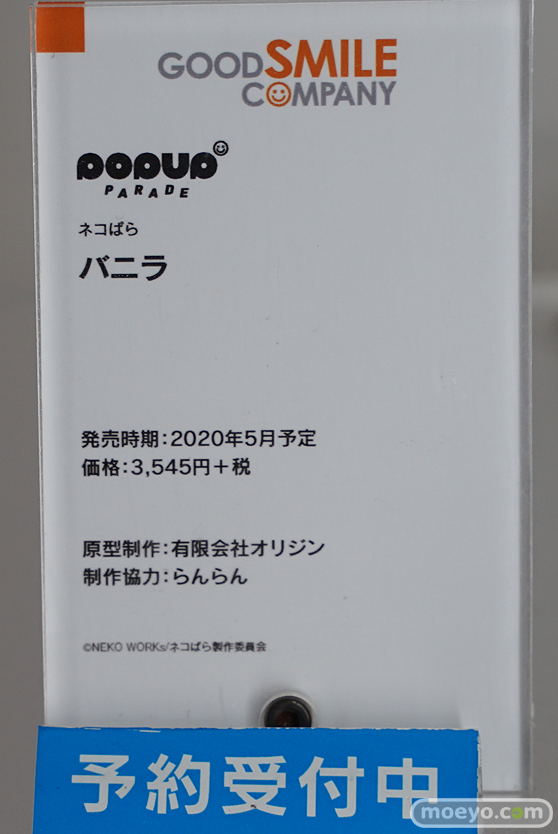 GOODSMILE
COMPANY
POPUP
PARADE
ネコぱら
バニラ
発売時期:2020年5月予定
価格:3,545円+税
原型制作:有限会社オリジン
制作協力:らんらん
©NEKO WORKs/ネコぱら製作委員会
予約受付中
moeyo.com